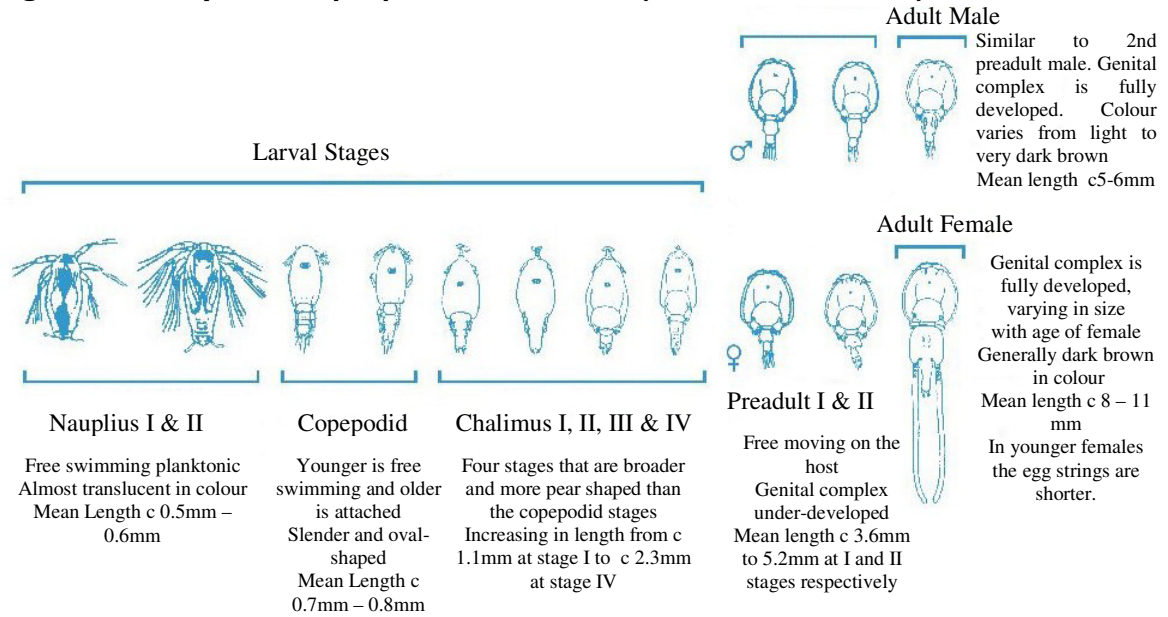 Adult Male
Similar to 2nd
preadult male. Genital
complex is fully
developed. Colour
varies from light to
very dark brown
Mean length c5-6mm
Larval Stages
Adult Female
Genital complex is
fully developed,
varying in size
with age of female
Generally dark brown
in colour
Mean length c 8 – 11
mm
In younger females
the egg strings are
shorter.
Nauplius I & II
Free swimming planktonic
Almost translucent in colour
Mean Length c 0.5mm –
0.6mm
Copepodid
Younger is free
swimming and older
is attached
Slender and oval-
shaped
Mean Length c
0.7mm – 0.8mm
Chalimus I, II, III & IV
Four stages that are broader
and more pear shaped than
the copepodid stages
Increasing in length from c
1.1mm at stage I to c 2.3mm
at stage IV
♂
♀
Preadult I & II
Free moving on the
host
Genital complex
under-developed
Mean length c 3.6mm
to 5.2mm at I and II
stages respectively